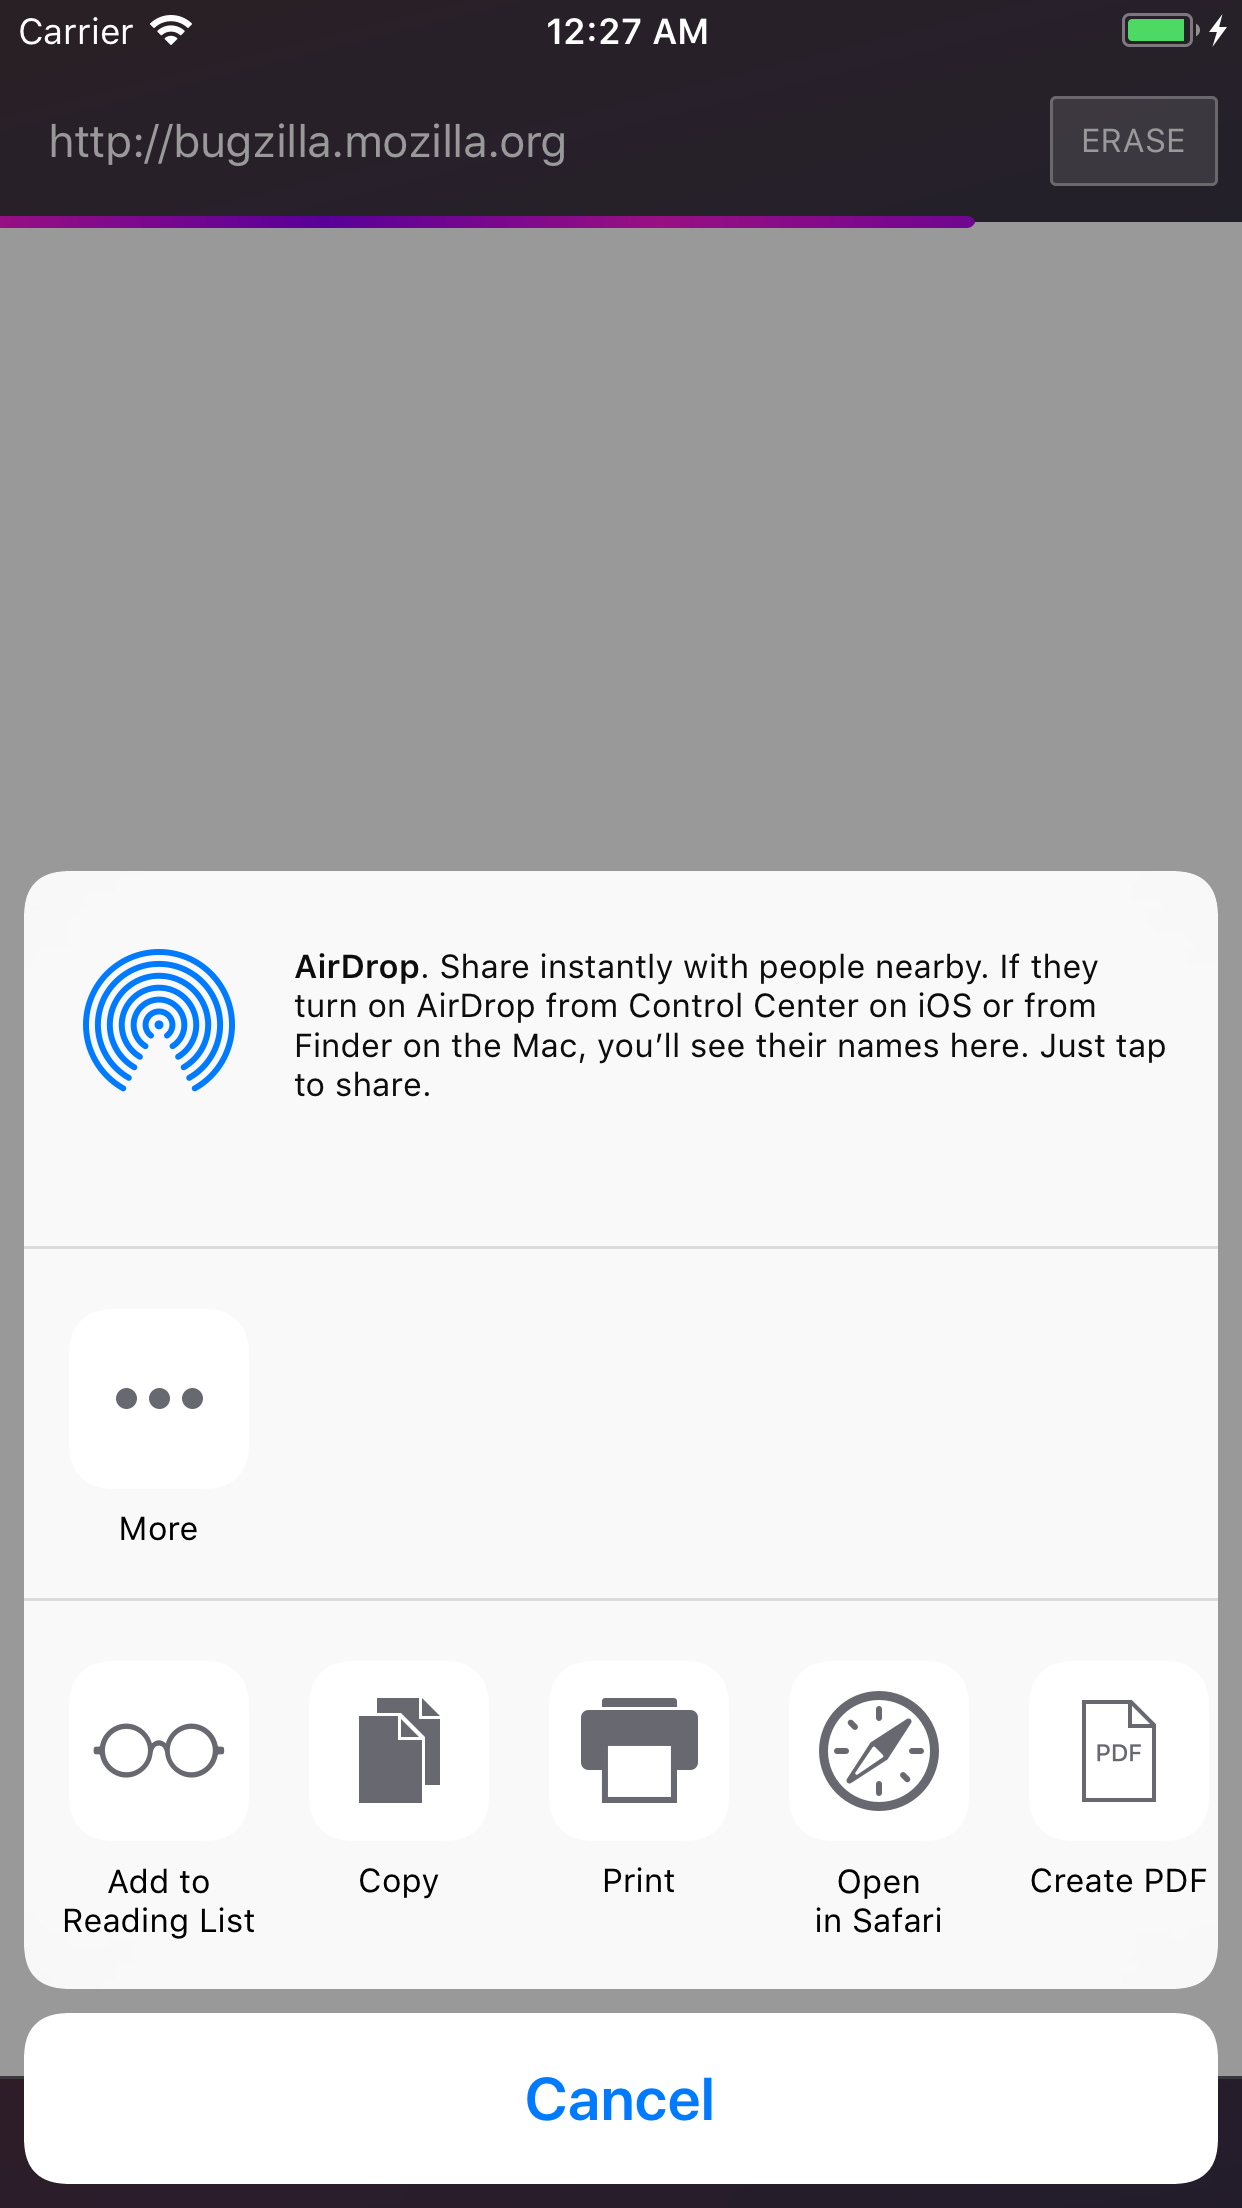 Carrier
12:27 AM
http://bugzilla.mozilla.org
ERASE
AirDrop. Share instantly with people nearby. If they
turn on AirDrop from Control Center on iOS or from
Finder on the Mac, you’ll see their names here. Just tap
to share.
More
Add to
Reading List
Copy
Print
Open
in Safari
PDF
Create PDF
Cancel